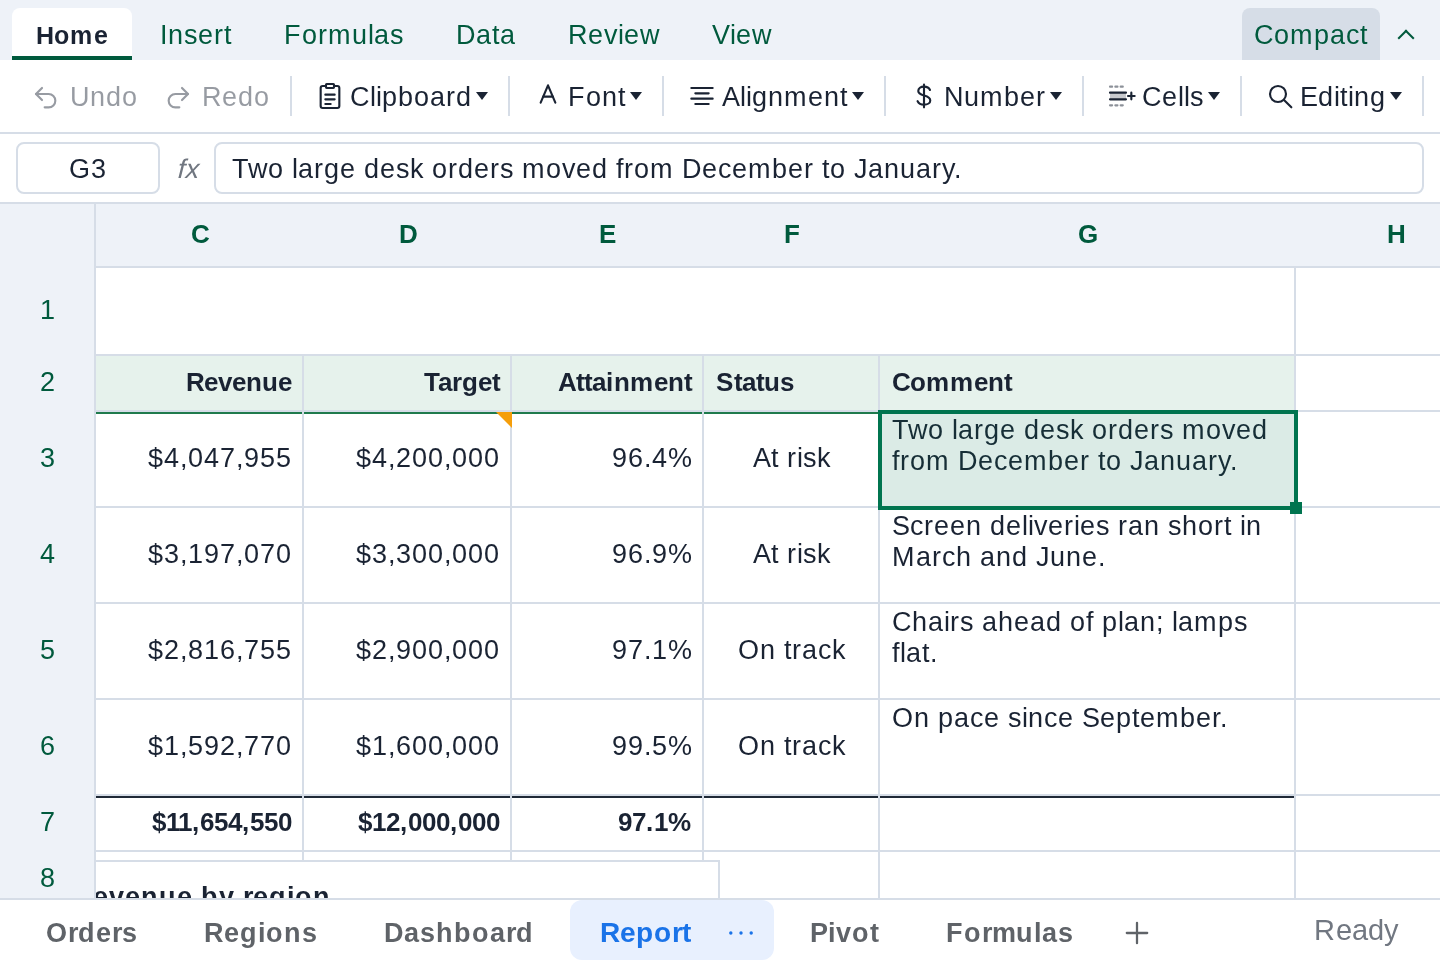 Home Insert Formulas Data Review View Compact
Undo Redo Clipboard Font Alignment Number Cells Editing
G3 fx Two large desk orders moved from December to January.
C D E F G H
1
2 Revenue Target Attainment Status Comment
3 $4,047,955 $4,200,000 96.4% At risk Two large desk orders moved
from December to January.
4 $3,197,070 $3,300,000 96.9% At risk Screen deliveries ran short in
March and June.
5 $2,816,755 $2,900,000 97.1% On track Chairs ahead of plan; lamps
flat.
6 $1,592,770 $1,600,000 99.5% On track On pace since September.
7 $11,654,550 $12,000,000 97.1%
8
evenue by region
Orders Regions Dashboard Report ··· Pivot Formulas + Ready